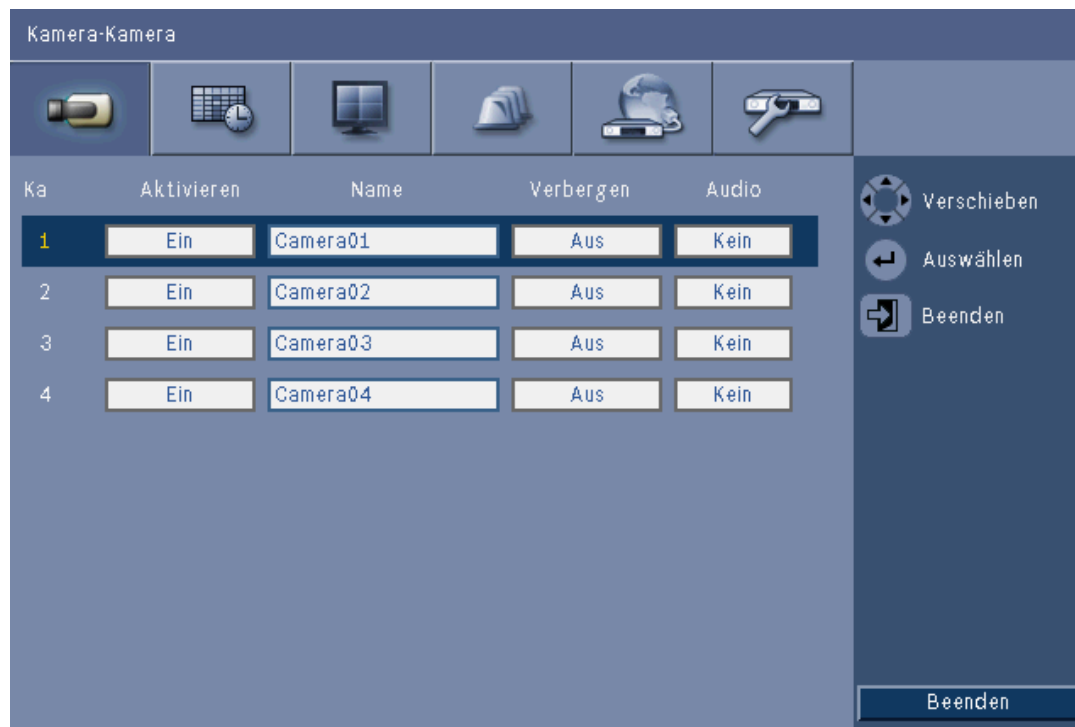 Kamera-Kamera
Ka Aktivieren Name Verbergen Audio
1 Ein Camera01 Aus Kein
2 Ein Camera02 Aus Kein
3 Ein Camera03 Aus Kein
4 Ein Camera04 Aus Kein
Verschieben
Auswählen
Beenden
Beenden